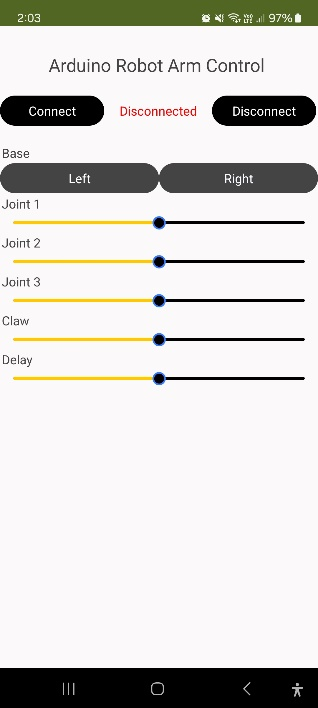 2:03 97%
Arduino Robot Arm Control
Connect Disconnected Disconnect
Base
Left Right
Joint 1
Joint 2
Joint 3
Claw
Delay